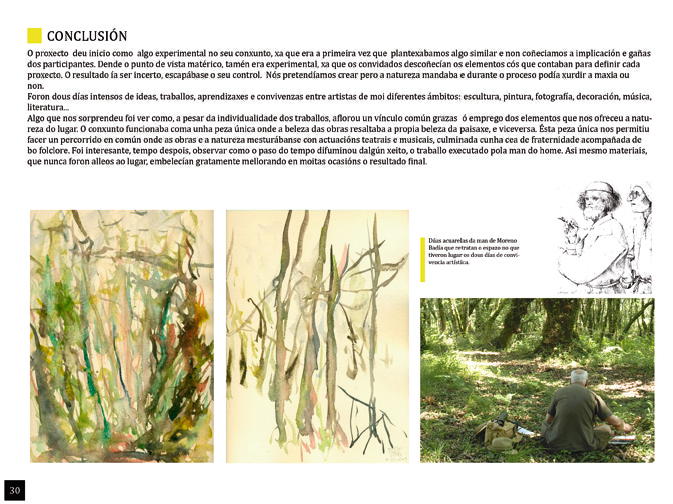 CONCLUSIÓN
O proxecto deu inicio como algo experimental no seu conxunto, xa que era a primeira vez que plantexabamos algo similar e non coñeciamos a implicación e gañas
dos participantes. Dende o punto de vista matérico, tamén era experimental, xa que os convidados descoñecían os elementos cós que contaban para definir cada
proxecto. O resultado ía ser incerto, escapábase o seu control. Nós pretendíamos crear pero a natureza mandaba e durante o proceso podía xurdir a maxia ou
non.
Foron dous días intensos de ideas, traballos, aprendizaxes e convivenzas entre artistas de moi diferentes ámbitos: escultura, pintura, fotografía, decoración, música,
literatura...
Algo que nos sorprendeu foi ver como, a pesar da individualidade dos traballos, aflorou un vínculo común grazas ó emprego dos elementos que nos ofreceu a natu-
reza do lugar. O conxunto funcionaba coma unha peza única onde a beleza das obras resaltaba a propia beleza da paisaxe, e viceversa. Ésta peza única nos permitiu
facer un percorrido en común onde as obras e a natureza mesturábanse con actuacións teatrais e musicais, culminada cunha cea de fraternidade acompañada de
bo folclore. Foi interesante, tempo despois, observar como o paso do tempo difuminou dalgún xeito, o traballo executado pola man do home. Asi mesmo materiais,
que nunca foron alleos ao lugar, embelecían gratamente mellorando en moitas ocasións o resultado final.
Dúas acuarelas da man de Moreno
Badía que retratan o espazo no que
tiveron lugar os dous días de convi-
vencia artística.
30